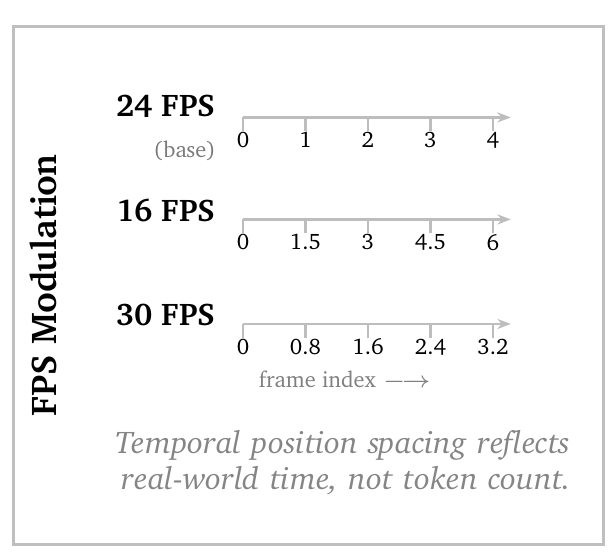 FPS Modulation
24 FPS
(base)
0 1 2 3 4
16 FPS
0 1.5 3 4.5 6
30 FPS
0 0.8 1.6 2.4 3.2
frame index ⟶
Temporal position spacing reflects
real-world time, not token count.